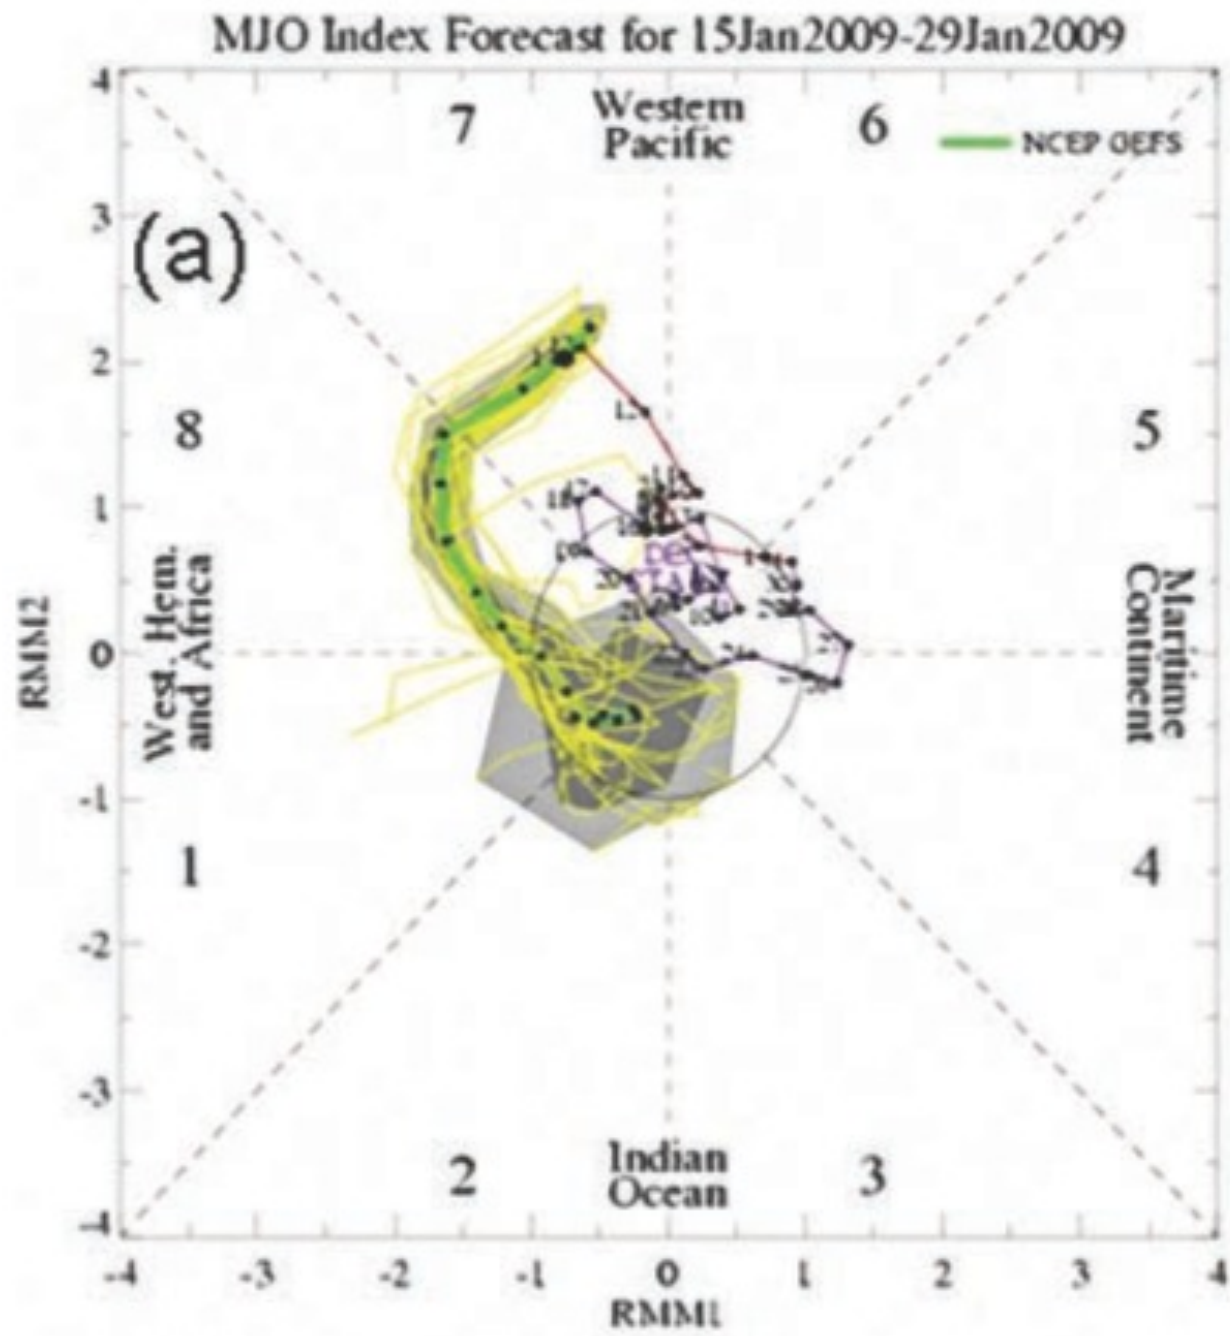 MJO Index Forecast for 15Jan2009-29Jan2009
4
7
Western
Pacific
6
NCEP GEFS
3
(a)
2
8
5
1
RMM2
0
West. Hem.
and Africa
Maritime
Continent
-1
1
4
-2
-3
2
Indian
Ocean
3
-4
-4 -3 -2 -1 0 1 2 3 4
RMM1